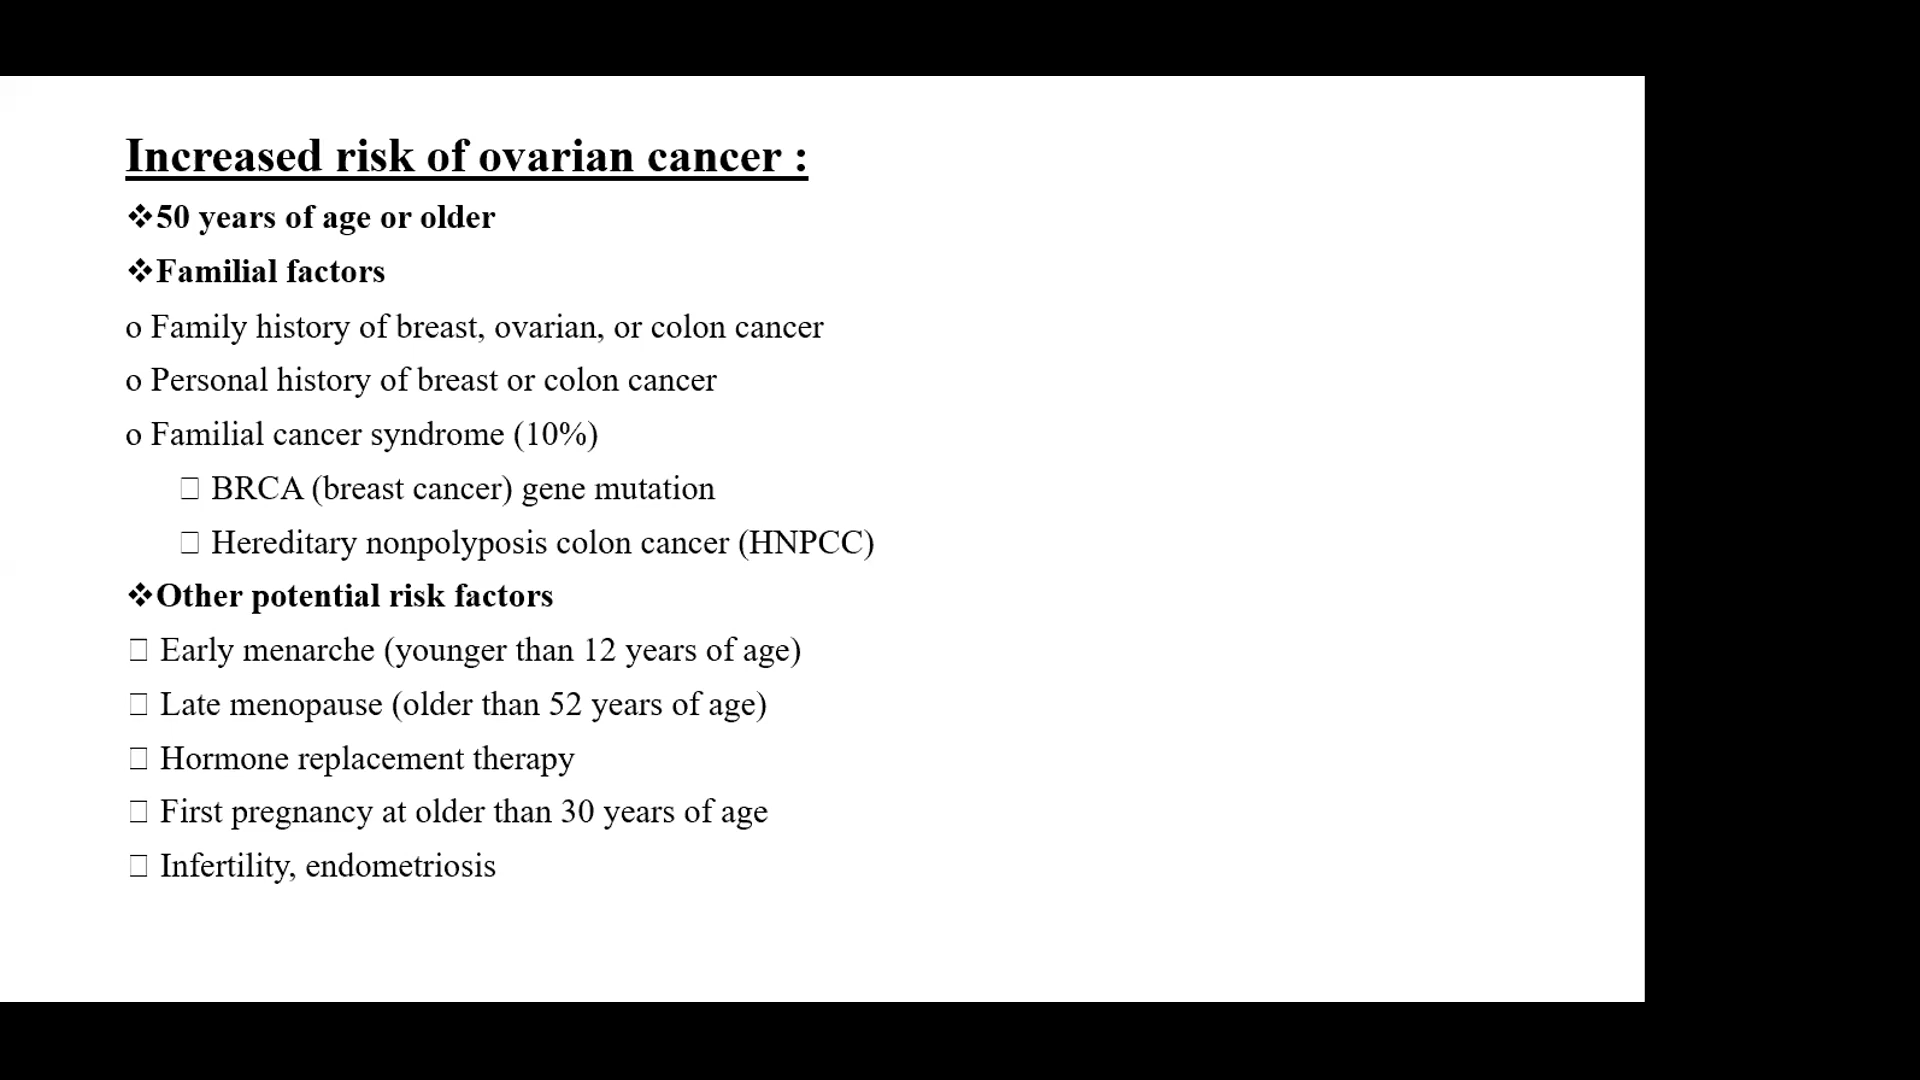 Increased risk of ovarian cancer :
❖50 years of age or older
❖Familial factors
o Family history of breast, ovarian, or colon cancer
o Personal history of breast or colon cancer
o Familial cancer syndrome (10%)
□ BRCA (breast cancer) gene mutation
□ Hereditary nonpolyposis colon cancer (HNPCC)
❖Other potential risk factors
□ Early menarche (younger than 12 years of age)
□ Late menopause (older than 52 years of age)
□ Hormone replacement therapy
□ First pregnancy at older than 30 years of age
□ Infertility, endometriosis